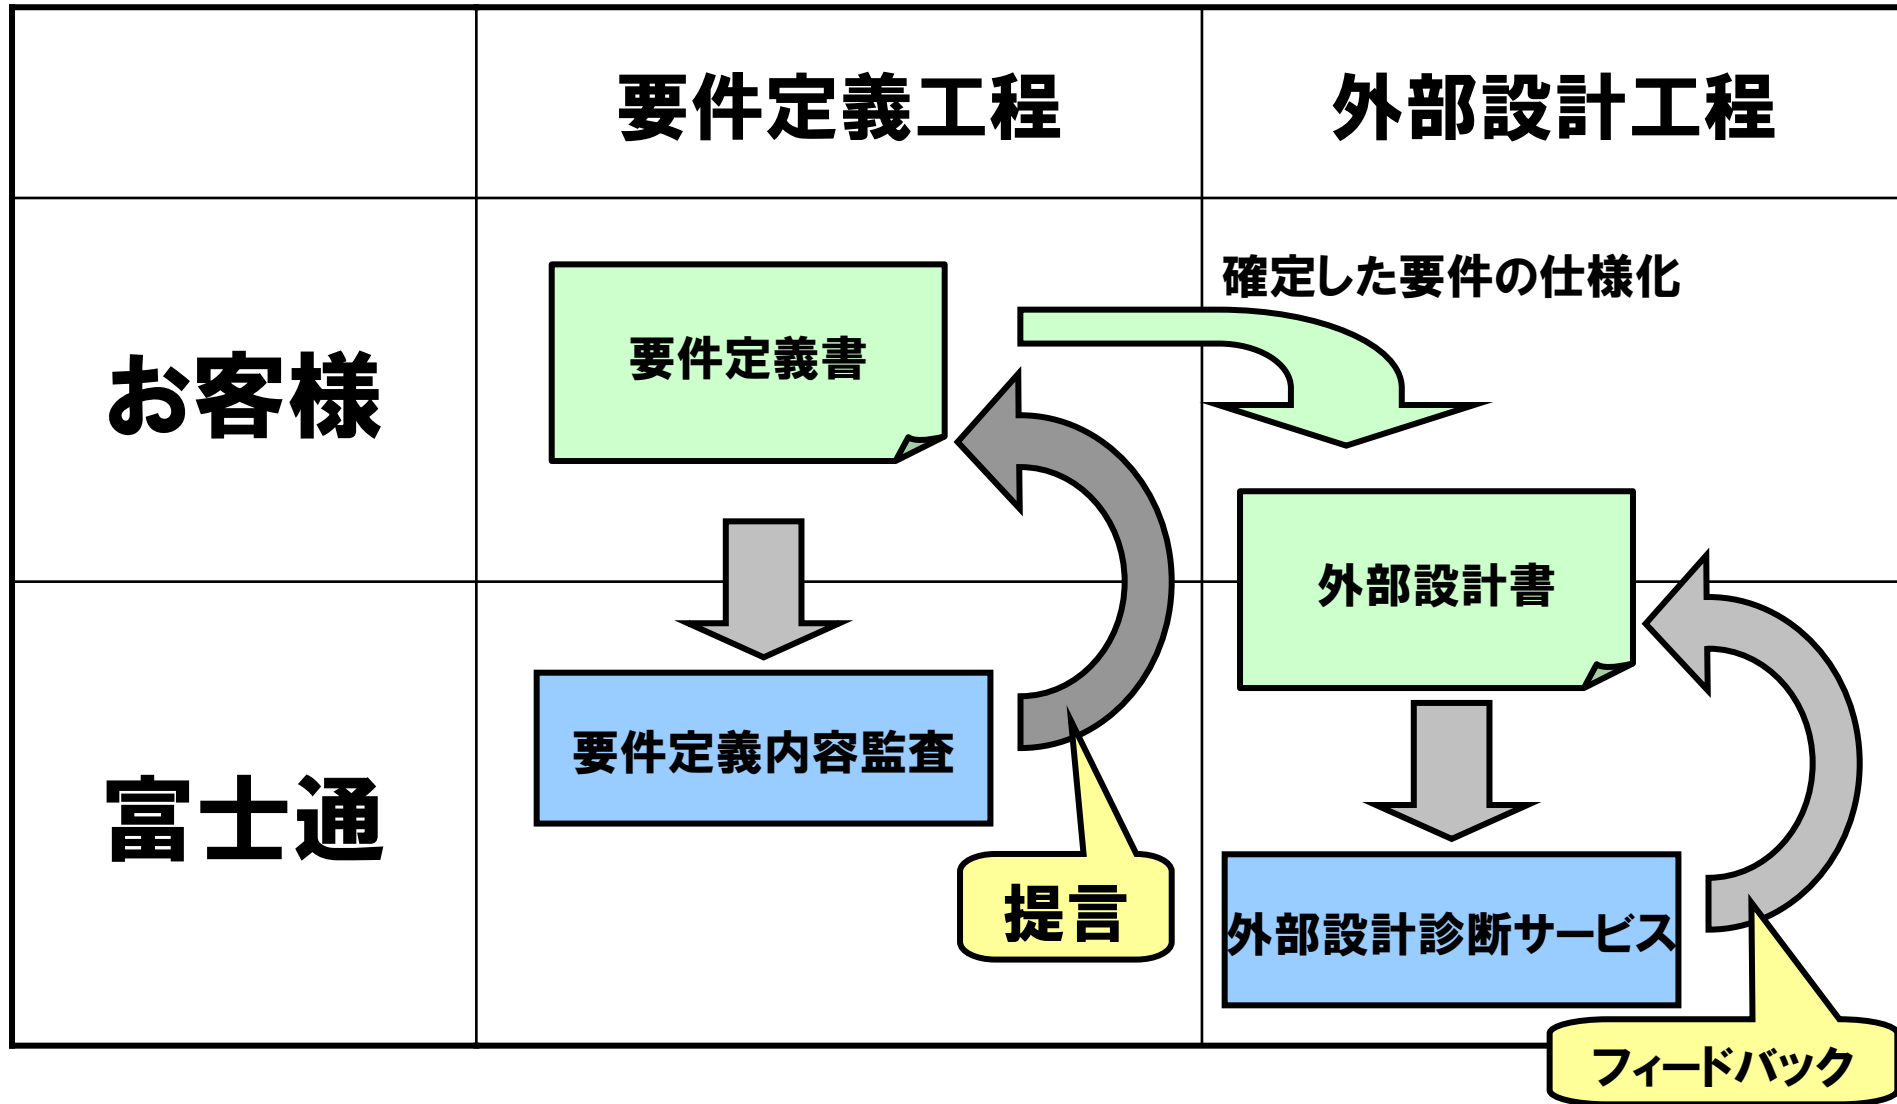 要件定義工程
外部設計工程
お客様
要件定義書
確定した要件の仕様化
外部設計書
富士通
要件定義内容監査
提言
外部設計診断サービス
フィードバック